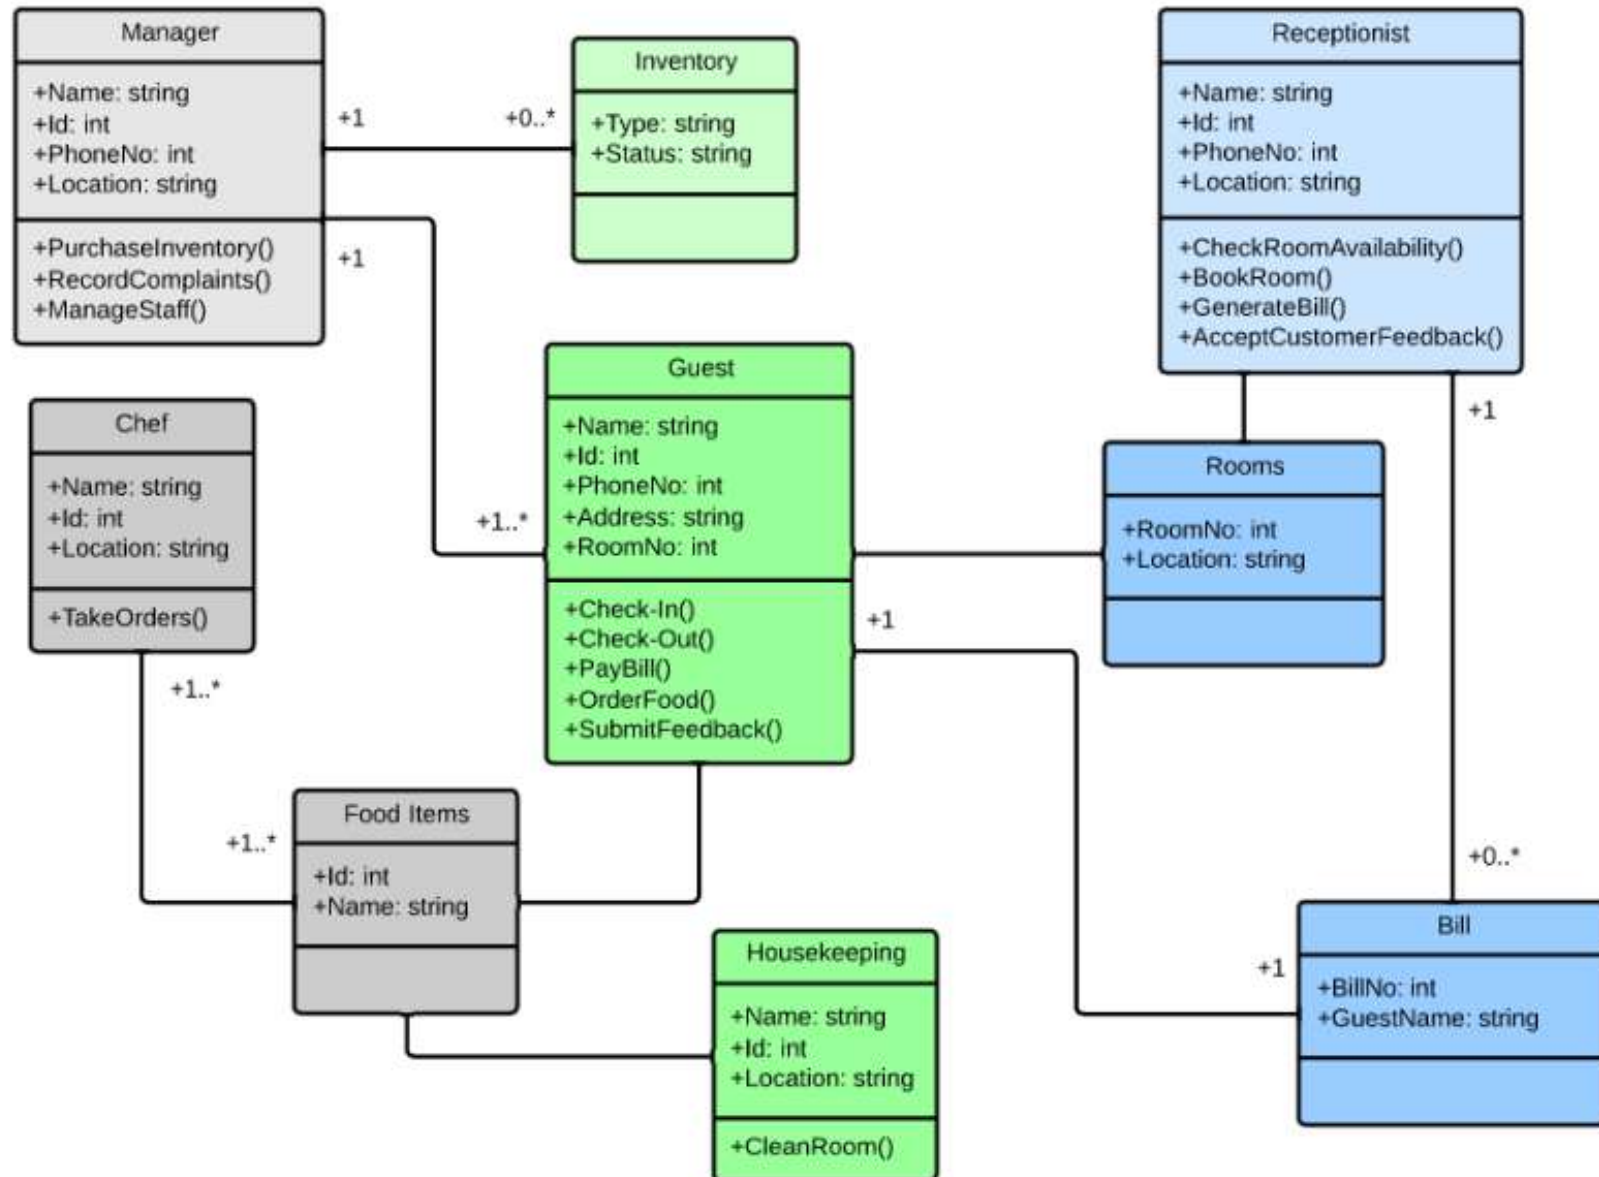 Manager
+Name: string
+Id: int
+PhoneNo: int
+Location: string
+PurchaseInventory()
+RecordComplaints()
+ManageStaff()
+1
+0..*
Inventory
+Type: string
+Status: string
+1
+1..*
Receptionist
+Name: string
+Id: int
+PhoneNo: int
+Location: string
+CheckRoomAvailability()
+BookRoom()
+GenerateBill()
+AcceptCustomerFeedback()
+1
+0..*
Chef
+Name: string
+Id: int
+Location: string
+TakeOrders()
+1..*
+1..*
Guest
+Name: string
+Id: int
+PhoneNo: int
+Address: string
+RoomNo: int
+Check-In()
+Check-Out()
+PayBill()
+OrderFood()
+SubmitFeedback()
+1
+1
Rooms
+RoomNo: int
+Location: string
Food Items
+Id: int
+Name: string
Housekeeping
+Name: string
+Id: int
+Location: string
+CleanRoom()
Bill
+BillNo: int
+GuestName: string